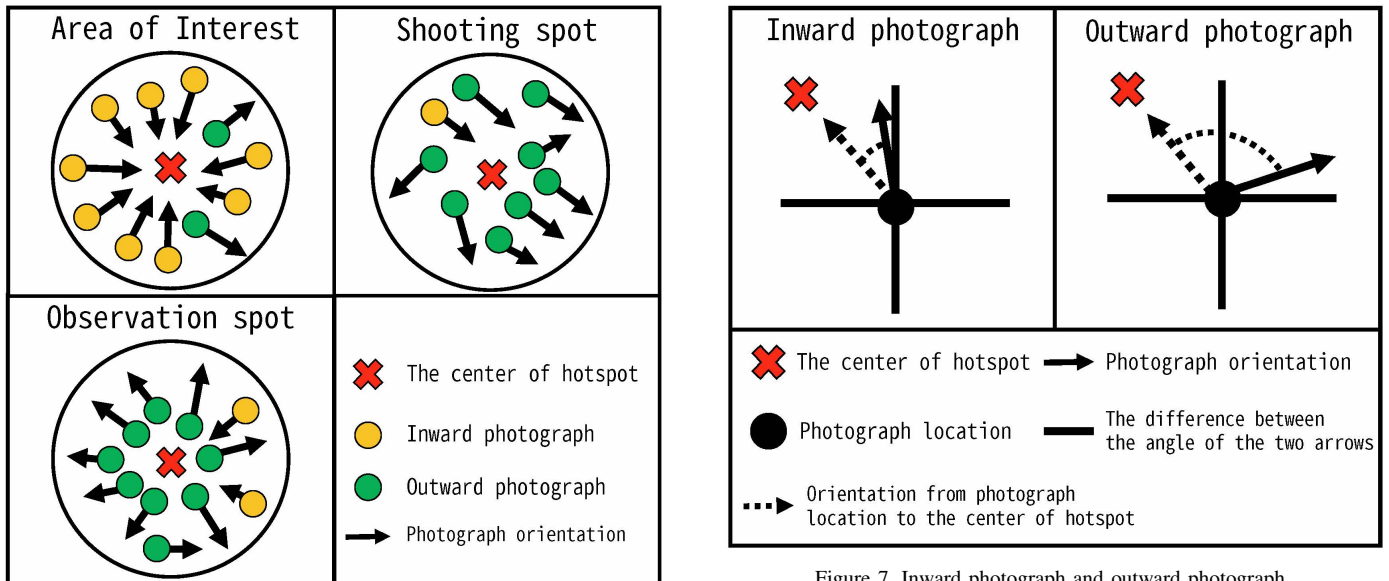 Area of Interest
Shooting spot
Observation spot
The center of hotspot
Inward photograph
Outward photograph
Photograph orientation
Inward photograph
Outward photograph
The center of hotspot
Photograph orientation
Photograph location
The difference between
the angle of the two arrows
Orientation from photograph
location to the center of hotspot
Figure 7. Inward photograph and outward photograph